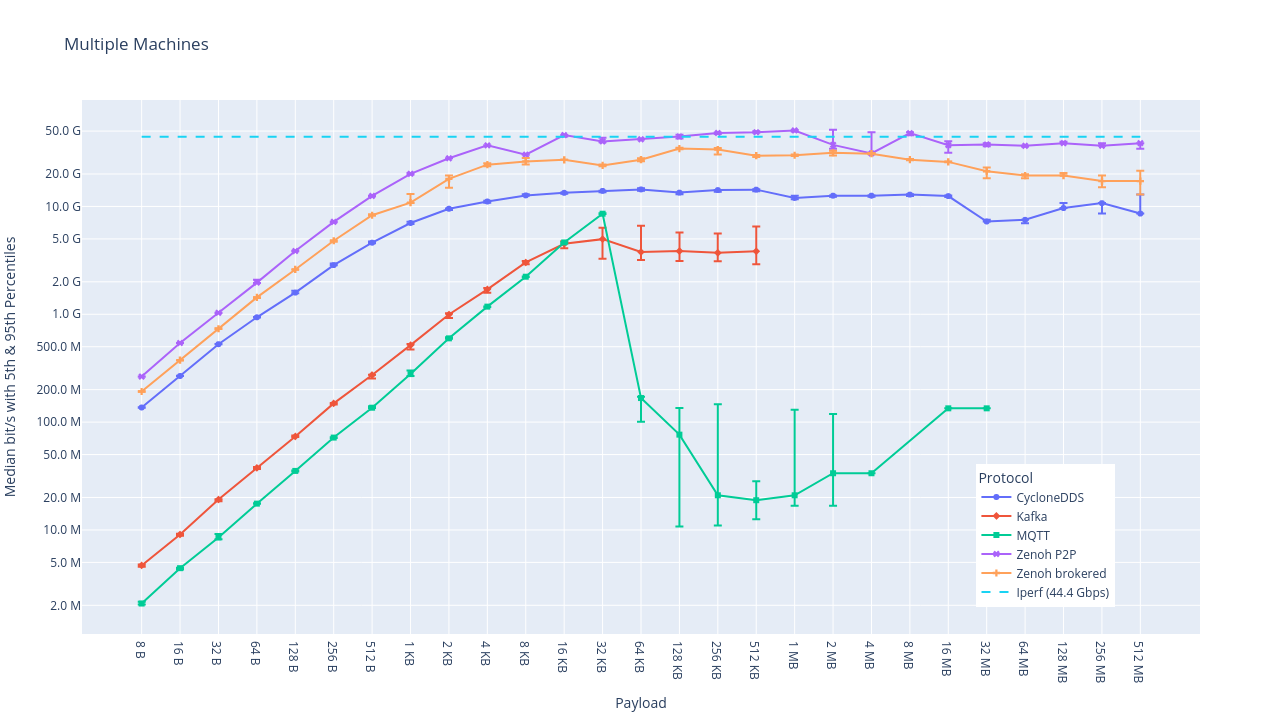 Multiple Machines
Median bit/s with 5th & 95th Percentiles
50.0 G
20.0 G
10.0 G
5.0 G
2.0 G
1.0 G
500.0 M
200.0 M
100.0 M
50.0 M
20.0 M
10.0 M
5.0 M
2.0 M
Protocol
CycloneDDS
Kafka
MQTT
Zenoh P2P
Zenoh brokered
Iperf (44.4 Gbps)
8 B
16 B
32 B
64 B
128 B
256 B
512 B
1 KB
2 KB
4 KB
8 KB
16 KB
32 KB
64 KB
128 KB
256 KB
512 KB
1 MB
2 MB
4 MB
8 MB
16 MB
32 MB
64 MB
128 MB
256 MB
512 MB
Payload